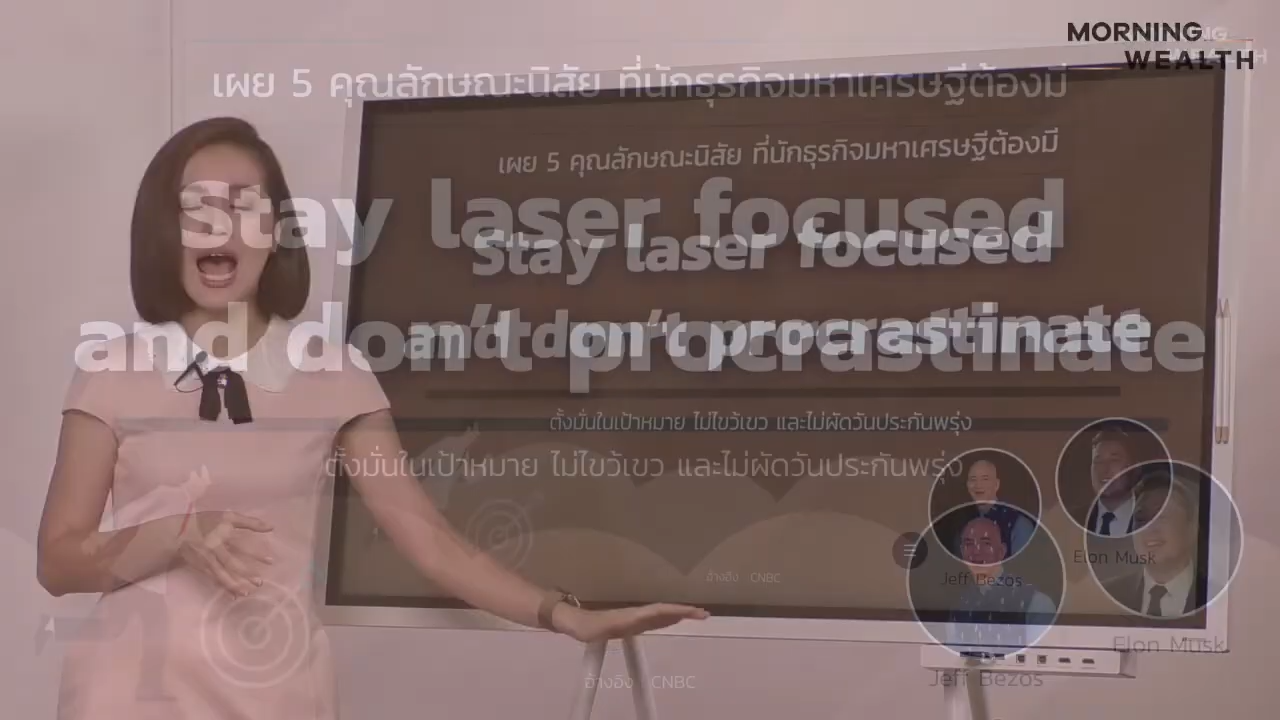 MORNING
WEALTH
เผย 5 คุณลักษณะนิสัย ที่นักธุรกิจมหาเศรษฐีต้องมี
เผย 5 คุณลักษณะนิสัย ที่นักธุรกิจมหาเศรษฐีต้องมี
Stay laser focused
Stay laser focused
and don't procrastinate
and don't procrastinate
ตั้งมั่นในเป้าหมาย ไม่ไขว้เขว และไม่ผัดวันประกันพรุ่ง
ตั้งมั่นในเป้าหมาย ไม่ไขว้เขว และไม่ผัดวันประกันพรุ่ง
Elon Musk
อ้างอิง CNBC
Jeff Bezos
Elon Musk
Jeff Bezos
อ้างอิง CNBC